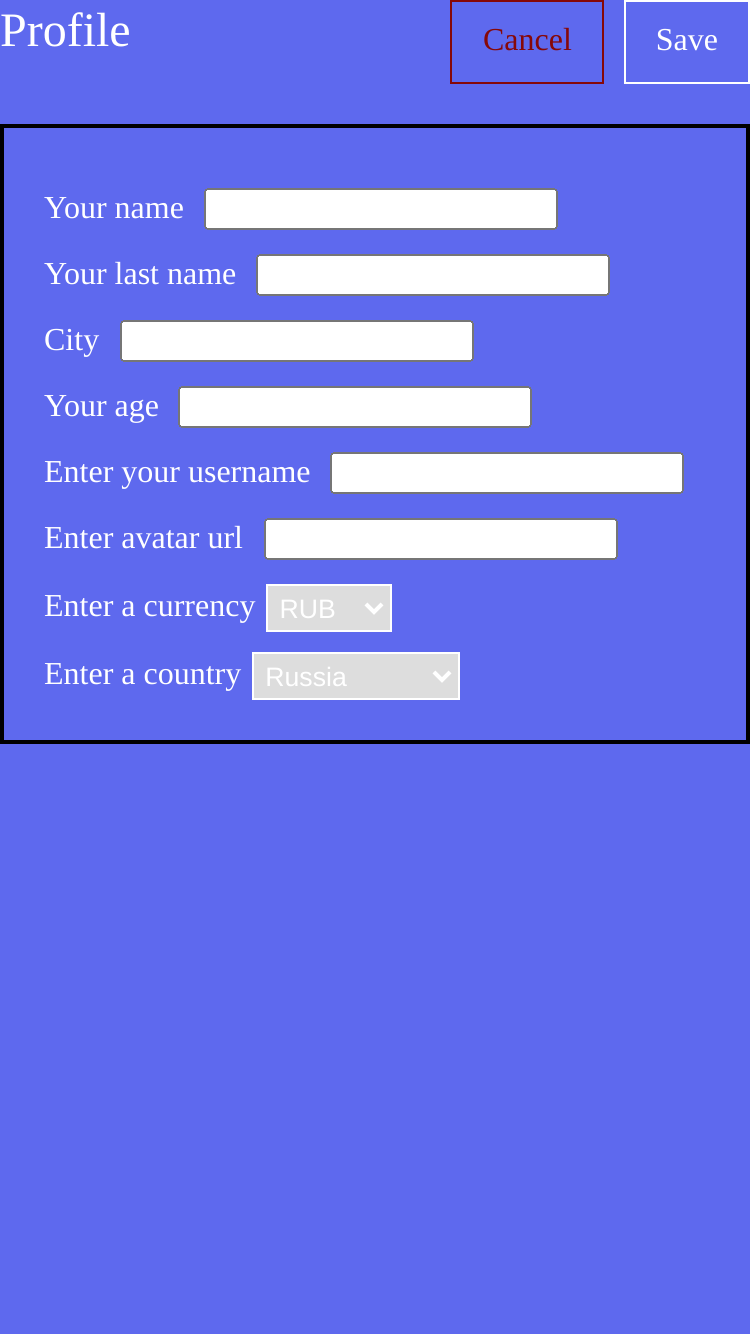 Profile
Cancel
Save
Your name
Your last name
City
Your age
Enter your username
Enter avatar url
Enter a currency RUB
Enter a country Russia